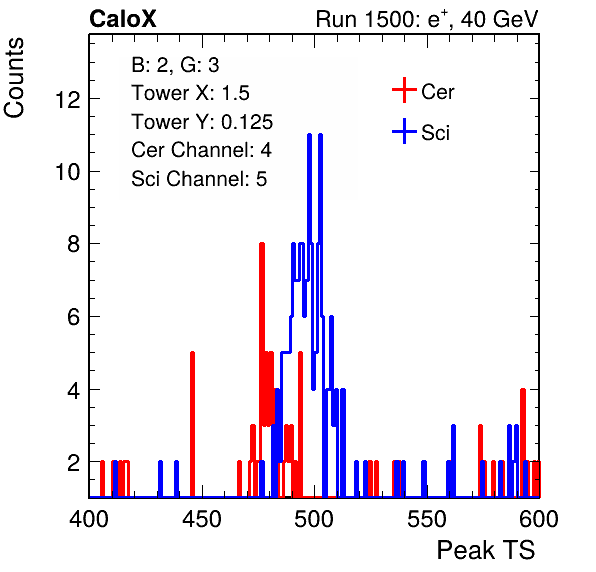 CaloX Run 1500: e⁺, 40 GeV
Counts
B: 2, G: 3
Tower X: 1.5
Tower Y: 0.125
Cer Channel: 4
Sci Channel: 5
Cer
Sci
12
10
8
6
4
2
400 450 500 550 600
Peak TS